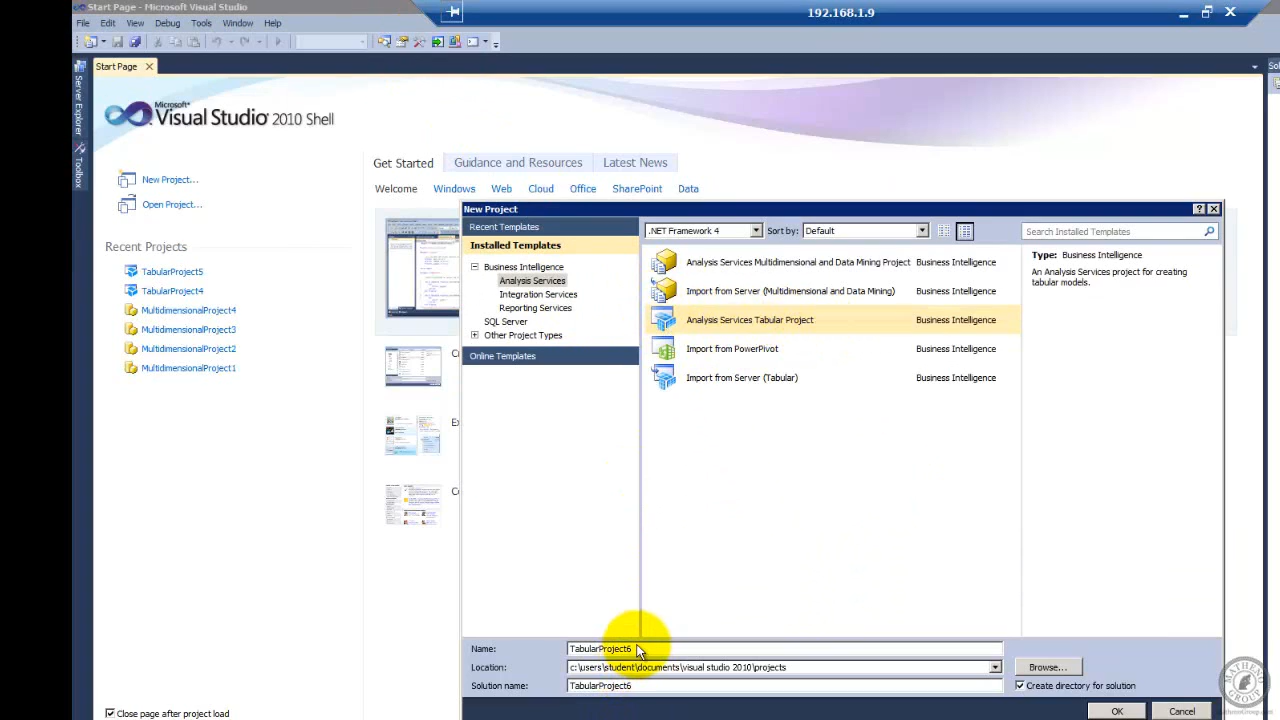 Start Page - Microsoft Visual Studio
192.168.1.9
File Edit View Debug Tools Window Help
Start Page
Server Explorer
Toolbox
Microsoft
Visual Studio 2010 Shell
Get Started Guidance and Resources Latest News
Welcome Windows Web Cloud Office SharePoint Data
New Project...
Open Project...
Recent Projects
TabularProject5
TabularProject4
MultidimensionalProject4
MultidimensionalProject3
MultidimensionalProject2
MultidimensionalProject1
Close page after project load
New Project
Recent Templates
Installed Templates
Business Intelligence
Analysis Services
Integration Services
Reporting Services
SQL Server
Other Project Types
Online Templates
.NET Framework 4 Sort by: Default
Search Installed Templates
Analysis Services Multidimensional and Data Mining Project Business Intelligence
Import from Server (Multidimensional and Data Mining) Business Intelligence
Analysis Services Tabular Project Business Intelligence
Import from PowerPivot Business Intelligence
Import from Server (Tabular) Business Intelligence
Type: Business Intelligence
An Analysis Services project for creating
tabular models.
Name: TabularProject6
Location: c:\users\student\documents\visual studio 2010\projects
Browse...
Solution name: TabularProject6
Create directory for solution
OK Cancel